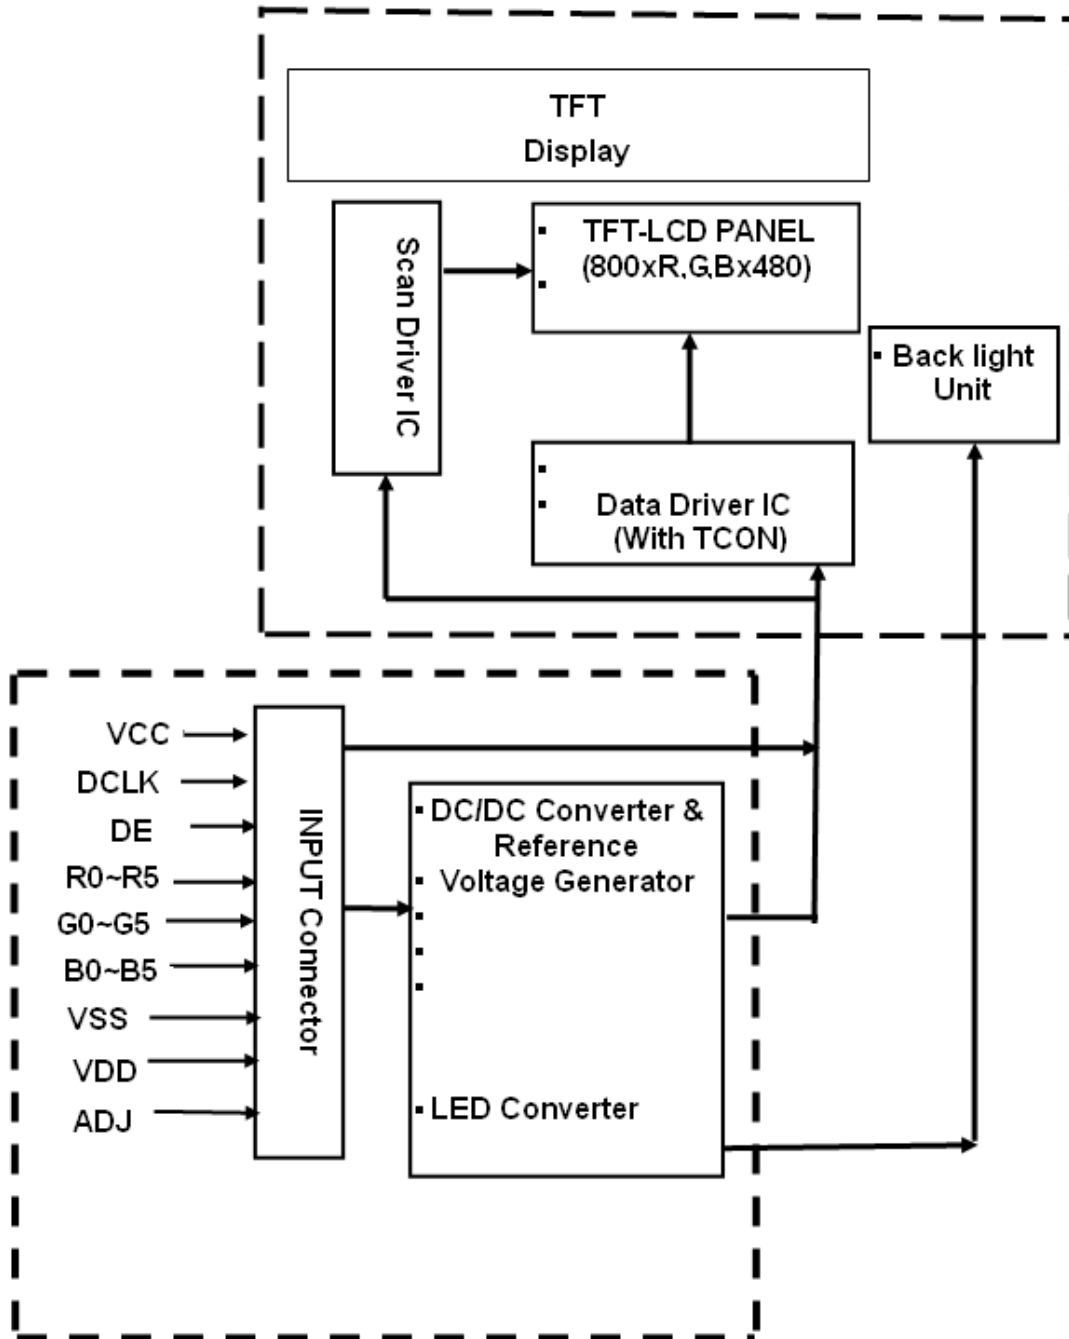 TFT
Display
Scan Driver IC
TFT-LCD PANEL
(800xR,G,Bx480)
Back light
Unit
Data Driver IC
(With TCON)
VCC
DCLK
DE
R0~R5
G0~G5
B0~B5
VSS
VDD
ADJ
INPUT Connector
DC/DC Converter &
Reference
Voltage Generator
LED Converter